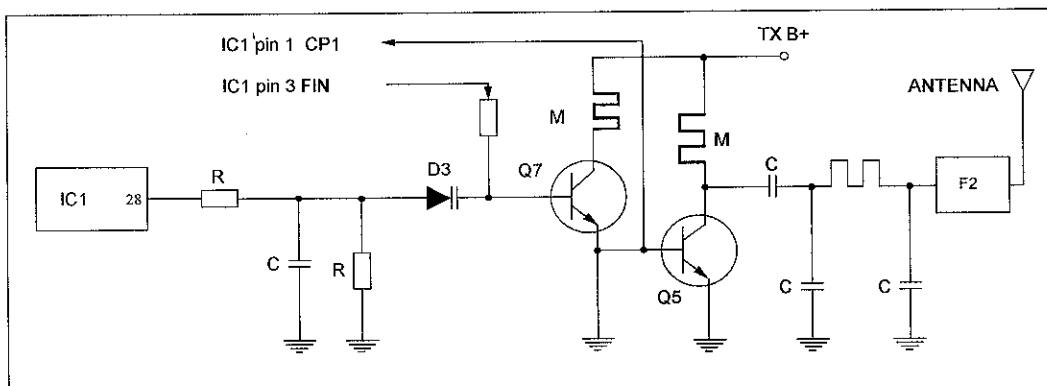 IC1 pin 1 CP1
TX B+
IC1 pin 3 FIN
ANTENNA
M
M
R
D3
Q7
C
IC1
28
F2
C
R
Q5
C
C